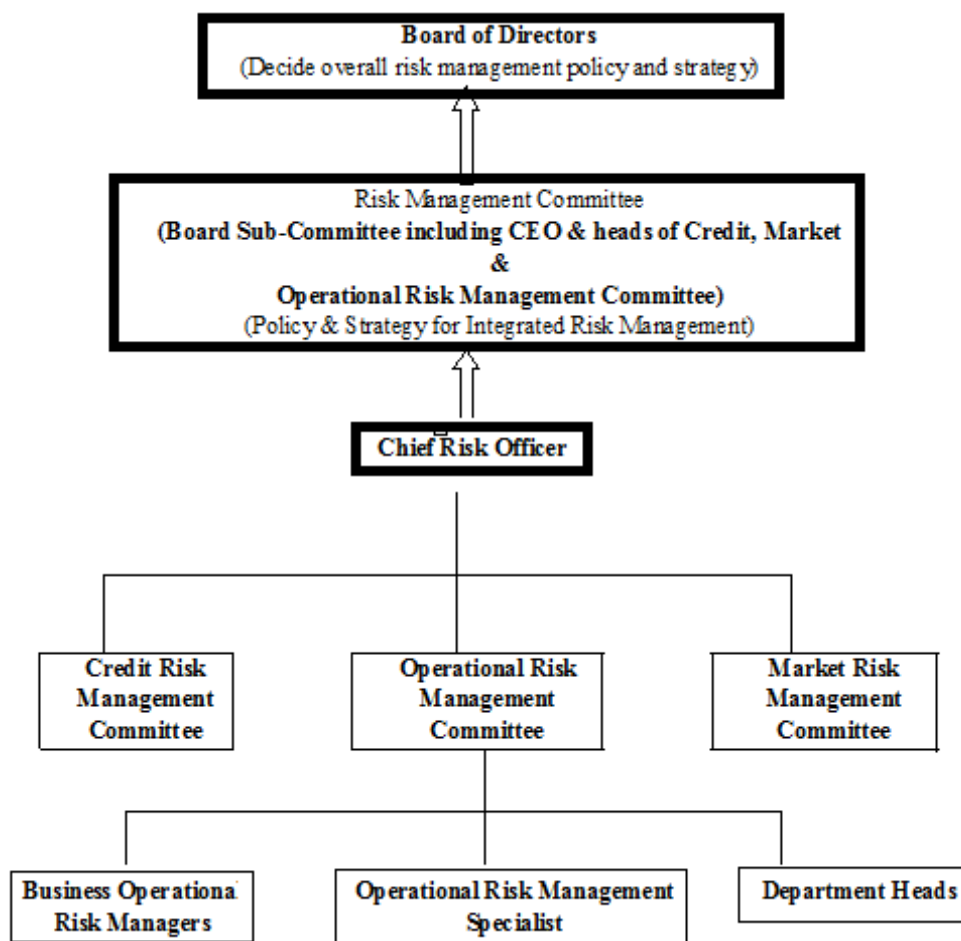 Board of Directors
(Decide overall risk management policy and strategy)
Risk Management Committee
(Board Sub-Committee including CEO & heads of Credit, Market
&
Operational Risk Management Committee)
(Policy & Strategy for Integrated Risk Management)
Chief Risk Officer
Credit Risk
Management
Committee
Operational Risk
Management
Committee
Market Risk
Management
Committee
Business Operational
Risk Managers
Operational Risk Management
Specialist
Department Heads